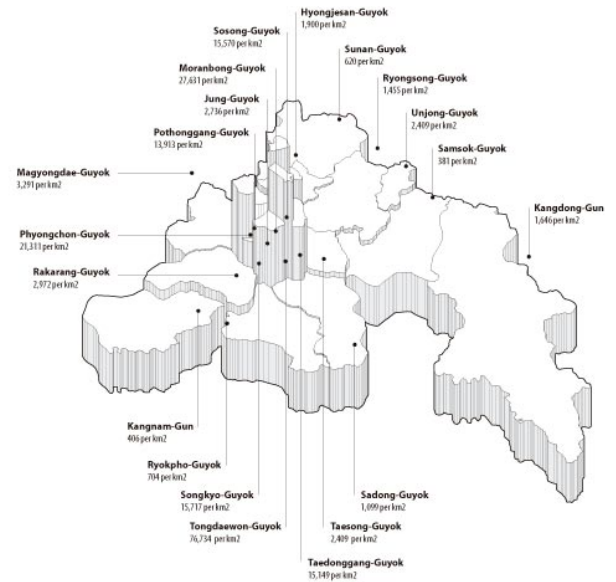 Hyongjesan-Guyok
1,900 per km2
Sosong-Guyok
15,570 per km2
Sunan-Guyok
620 per km2
Moranbong-Guyok
27,631 per km2
Ryongsong-Guyok
1,455 per km2
Jung-Guyok
2,736 per km2
Unjong-Guyok
2,409 per km2
Pothonggang-Guyok
13,913 per km2
Samsok-Guyok
381 per km2
Magyongdae-Guyok
3,291 per km2
Kangdong-Gun
1,646 per km2
Phyongchon-Guyok
21,311 per km2
Rakarang-Guyok
2,972 per km2
Kangnam-Gun
406 per km2
Ryokpho-Guyok
704 per km2
Songkyo-Guyok
15,717 per km2
Sadong-Guyok
1,099 per km2
Tongdaewon-Guyok
76,734 per km2
Taesong-Guyok
2,409 per km2
Taedonggang-Guyok
15,149 per km2